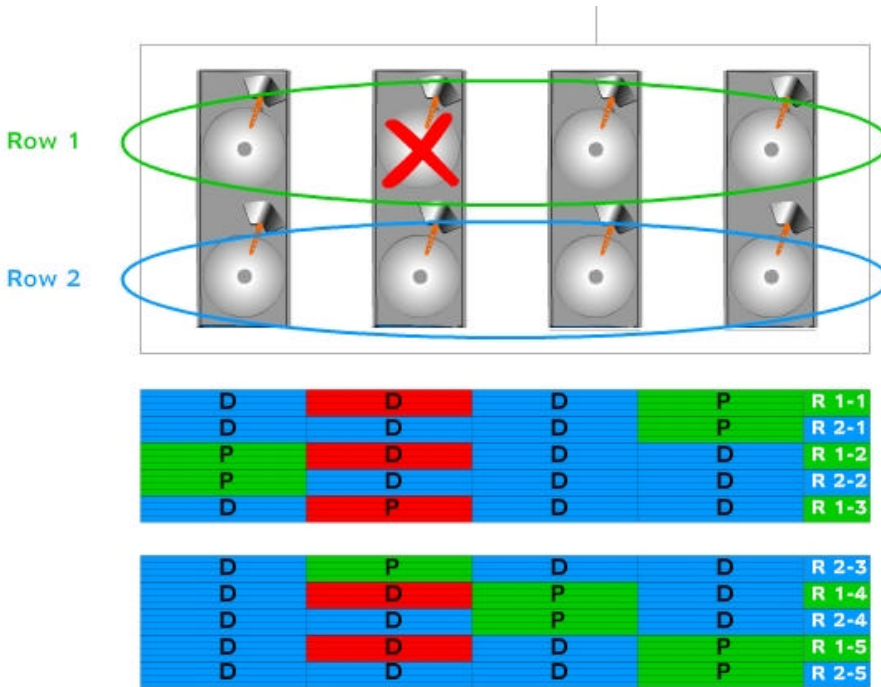 Row 1
Row 2
D D D P R 1-1
D D D P R 2-1
P D D D R 1-2
P D D D R 2-2
D P D D R 1-3
D P D D R 2-3
D D P D R 1-4
D D P D R 2-4
D D D P R 1-5
D D D P R 2-5